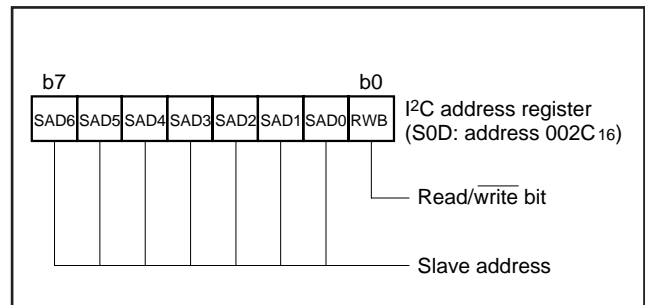 b7 b0
SAD6 SAD5 SAD4 SAD3 SAD2 SAD1 SAD0 RWB
I2C address register
(S0D: address 002C16)
Read/write bit
Slave address